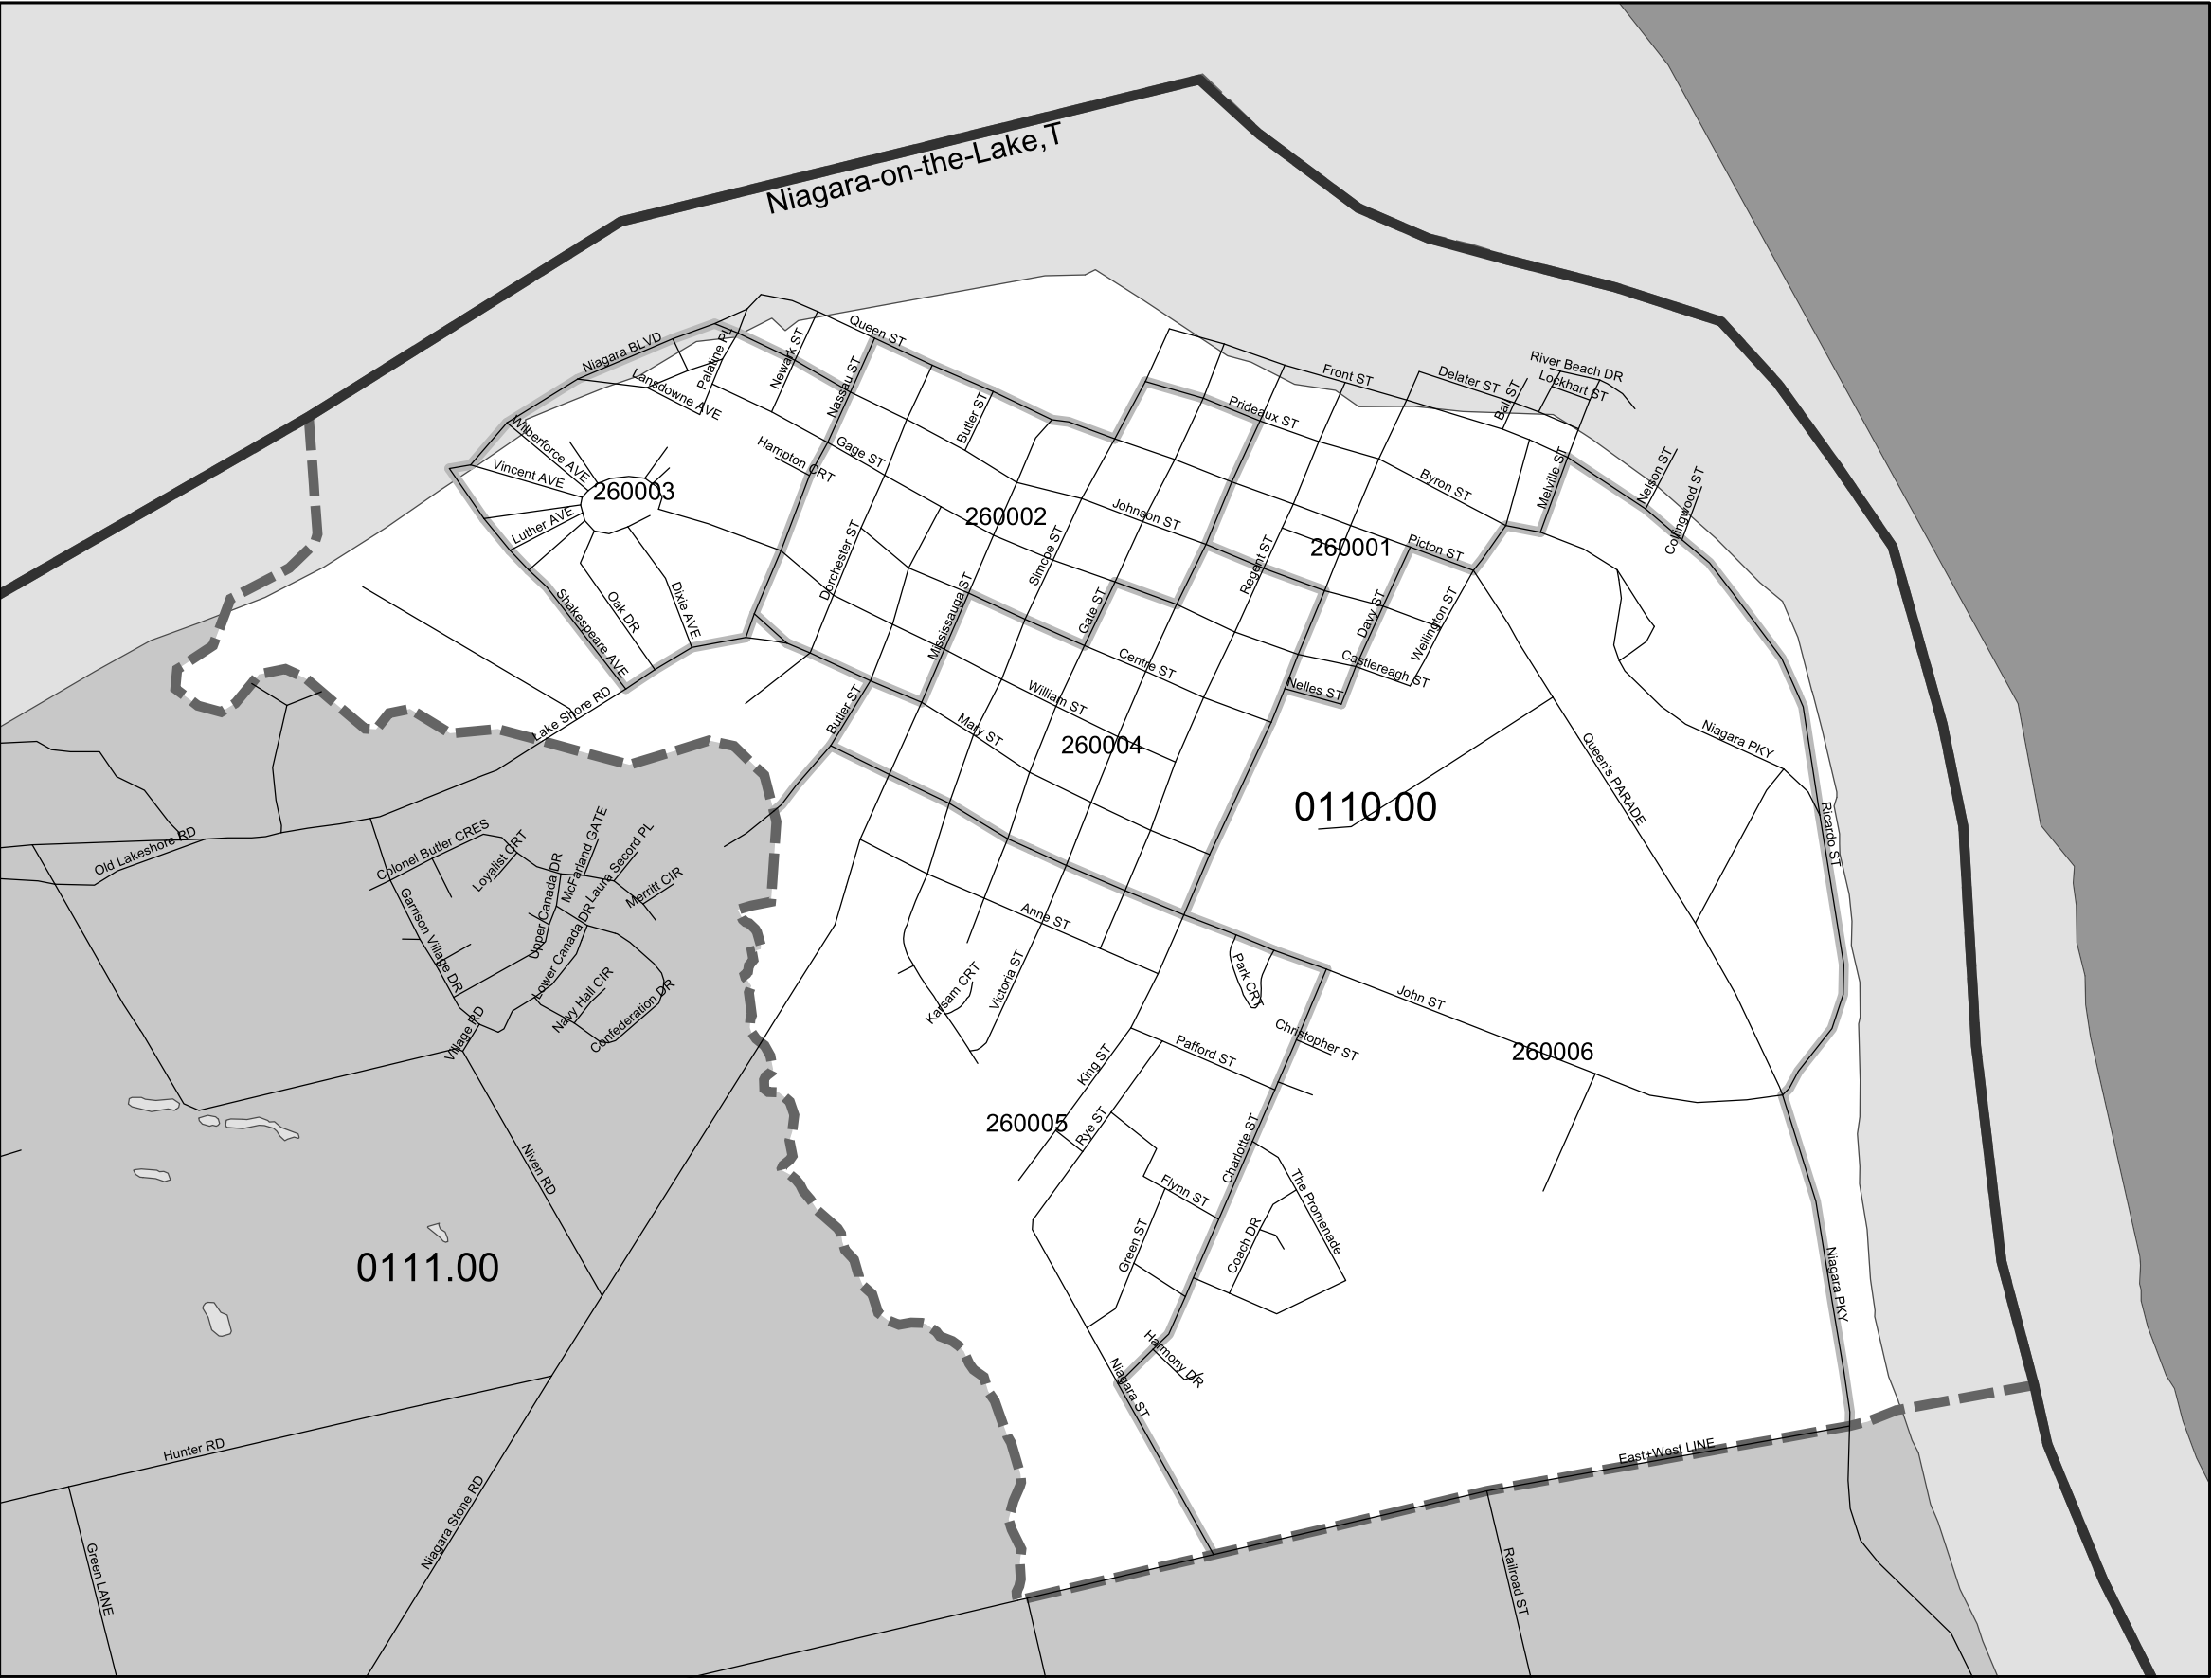 Niagara-on-the-Lake,T
Niagara BLVD
Palatine PL
Newark ST
Queen ST
Nassau ST
Lansdowne AVE
Butler ST
Front ST
Delater ST
River Beach DR
Lockhart ST
Ball ST
Prideaux ST
Wilberforce AVE
Vincent AVE
Hampton CRT
Gage ST
Byron ST
Melville ST
Nelson ST
Collingwood ST
260003
260002
Johnson ST
260001
Picton ST
Luther AVE
Dorchester ST
Simcoe ST
Regent ST
Mississauga ST
Gate ST
Davy ST
Wellington ST
Shakespeare AVE
Oak DR
Dixie AVE
Centre ST
Castlereagh ST
Nelles ST
Lake Shore RD
Butler ST
William ST
Mary ST
260004
Queen's PARADE
Niagara PKY
0110.00
Ricardo ST
Old Lakeshore RD
Colonel Butler CRES
Loyalist CRT
McFarland GATE
Laura Secord PL
Upper Canada DR
Merritt CIR
Garrison Village DR
Lower Canada DR
Anne ST
Navy Hall CIR
Confederation DR
Village RD
Karsam CRT
Victoria ST
Park CRT
John ST
Christopher ST
Pafford ST
King ST
260006
260005
Rye ST
Charlotte ST
Niven RD
Flynn ST
The Promenade
Green ST
Coach DR
0111.00
Niagara PKY
Harmony DR
Niagara ST
Hunter RD
East+West LINE
Niagara Stone RD
Green LANE
Railroad ST